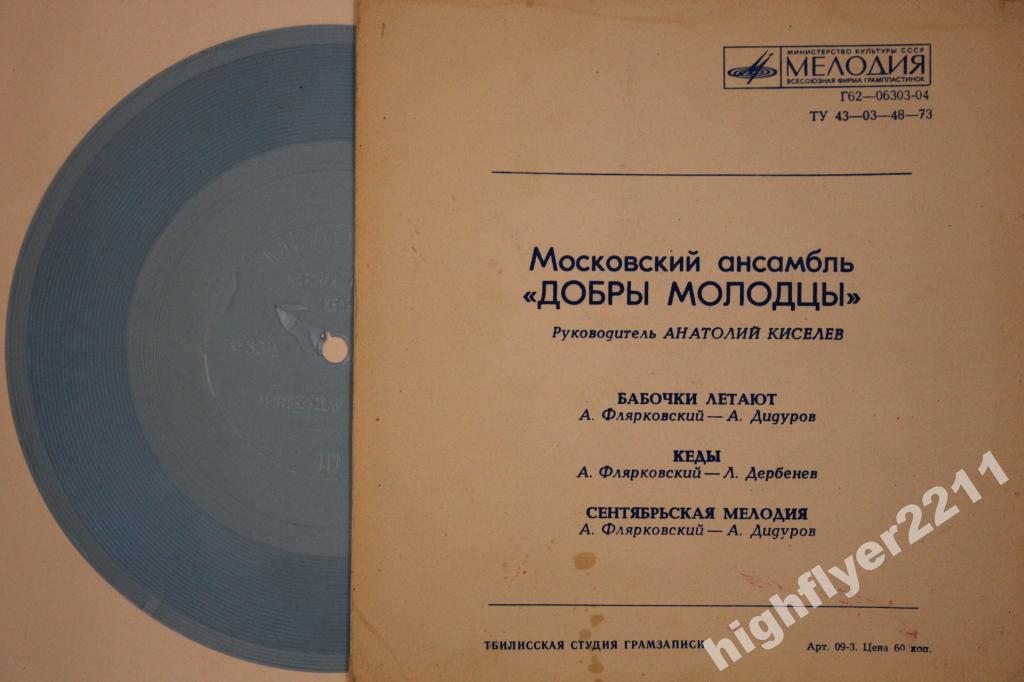 МИНИСТЕРСТВО КУЛЬТУРЫ СССР
МЕЛОДИЯ
ВСЕСОЮЗНАЯ ФИРМА ГРАМПЛАСТИНОК
Г62—06303-04
ТУ 43—03—48—73
Московский ансамбль
«ДОБРЫ МОЛОДЦЫ»
Руководитель АНАТОЛИЙ КИСЕЛЕВ
БАБОЧКИ ЛЕТАЮТ
А. Флярковский — А. Дидуров
КЕДЫ
А. Флярковский — Л. Дербенев
СЕНТЯБРЬСКАЯ МЕЛОДИЯ
А. Флярковский — А. Дидуров
ТБИЛИССКАЯ СТУДИЯ ГРАМЗАПИСИ
Арт. 09-3. Цена 60 коп.
highflyer2211